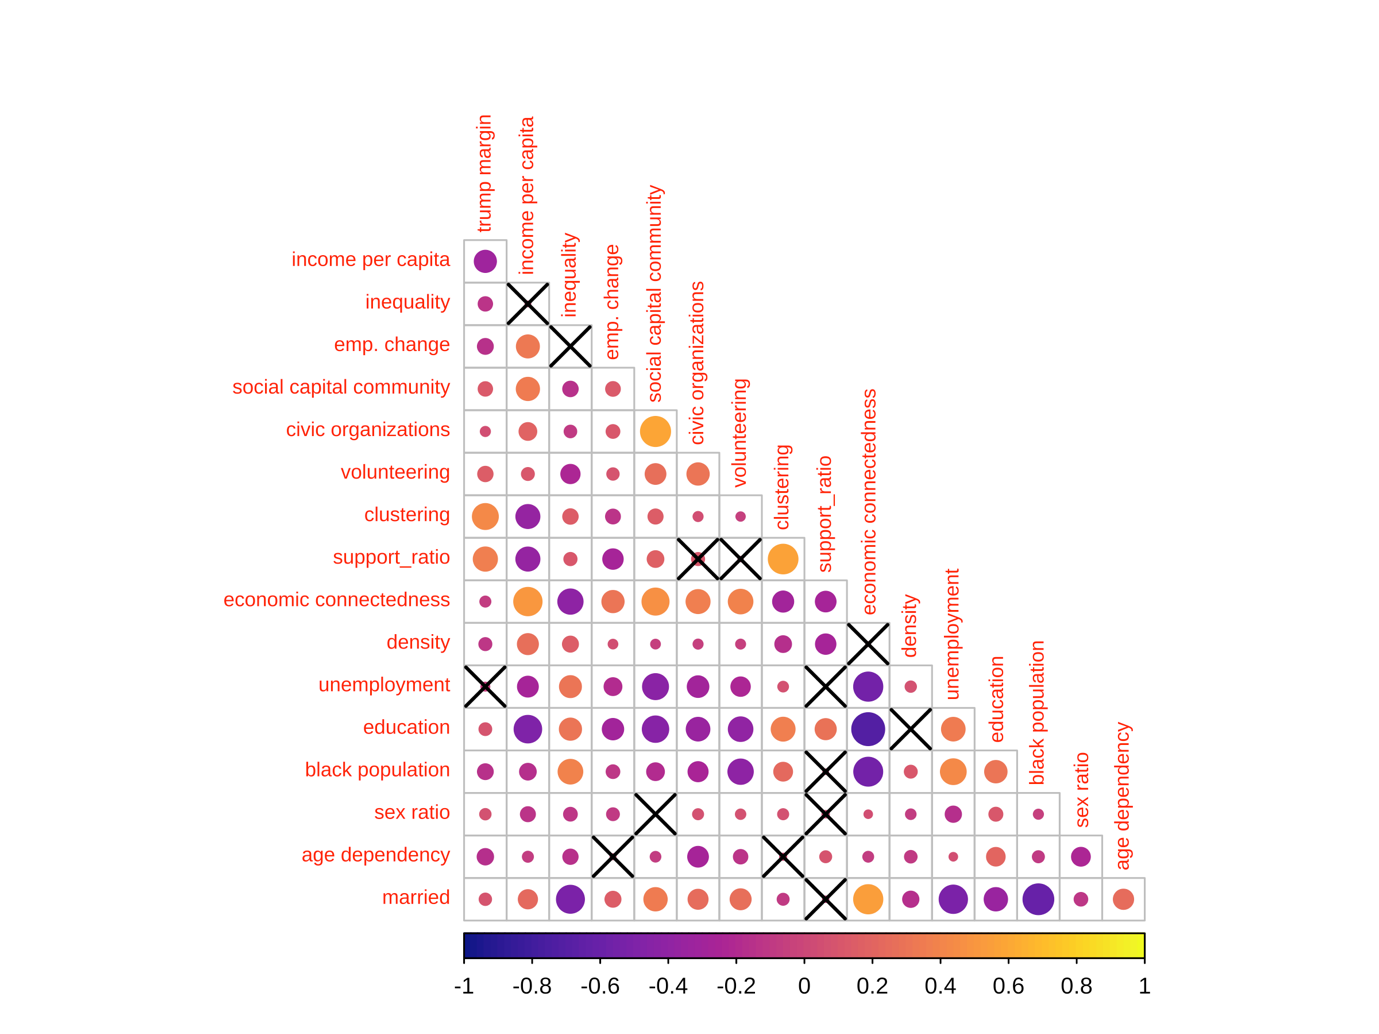 trump margin
income per capita
inequality
emp. change
social capital community
civic organizations
volunteering
clustering
support_ratio
economic connectedness
density
unemployment
education
black population
sex ratio
age dependency
income per capita
inequality
emp. change
social capital community
civic organizations
volunteering
clustering
support_ratio
economic connectedness
density
unemployment
education
black population
sex ratio
age dependency
married
-1 -0.8 -0.6 -0.4 -0.2 0 0.2 0.4 0.6 0.8 1